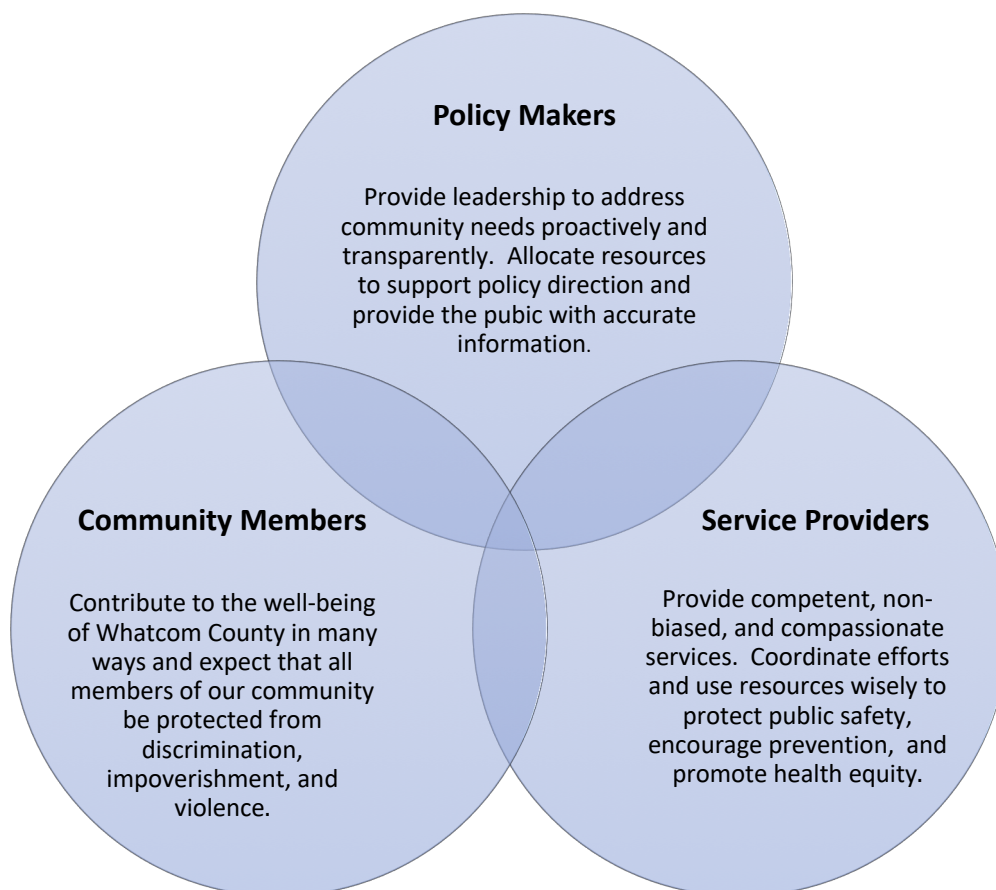 Policy Makers
Provide leadership to address
community needs proactively and
transparently.  Allocate resources
to support policy direction and
provide the pubic with accurate
information.
Community Members
Contribute to the well-being
of Whatcom County in many
ways and expect that all
members of our community
be protected from
discrimination,
impoverishment, and
violence.
Service Providers
Provide competent, non-
biased, and compassionate
services.  Coordinate efforts
and use resources wisely to
protect public safety,
encourage prevention,  and
promote health equity.